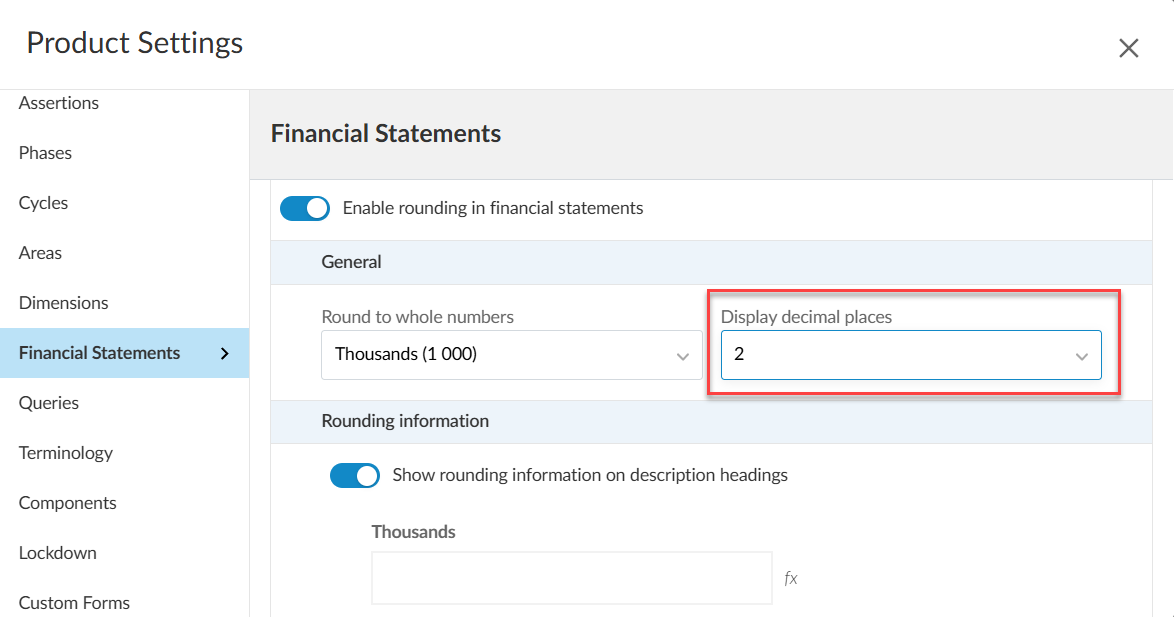 Product Settings
Assertions
Phases
Cycles
Areas
Dimensions
Financial Statements
Queries
Terminology
Components
Lockdown
Custom Forms
Financial Statements
Enable rounding in financial statements
General
Round to whole numbers
Thousands (1 000)
Display decimal places
2
Rounding information
Show rounding information on description headings
Thousands
fx